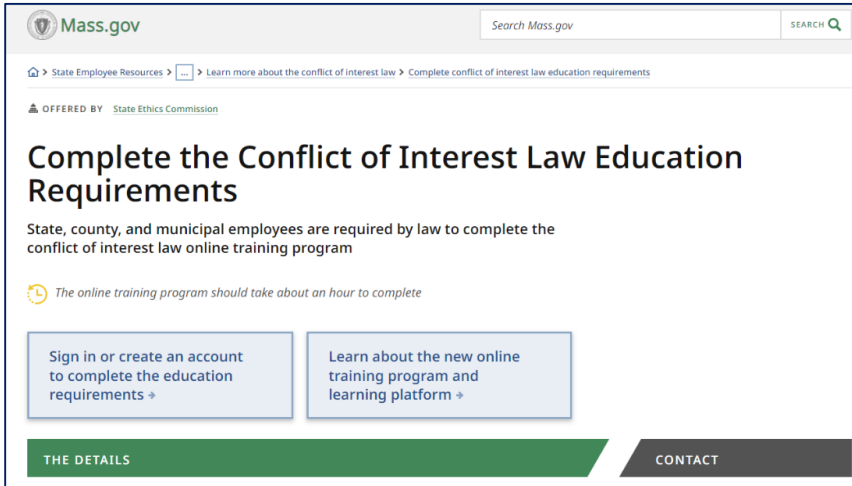 Mass.gov
Search Mass.gov
SEARCH
> State Employee Resources > ... > Learn more about the conflict of interest law > Complete conflict of interest law education requirements
OFFERED BY State Ethics Commission
Complete the Conflict of Interest Law Education
Requirements
State, county, and municipal employees are required by law to complete the
conflict of interest law online training program
The online training program should take about an hour to complete
Sign in or create an account
to complete the education
requirements
Learn about the new online
training program and
learning platform
THE DETAILS
CONTACT